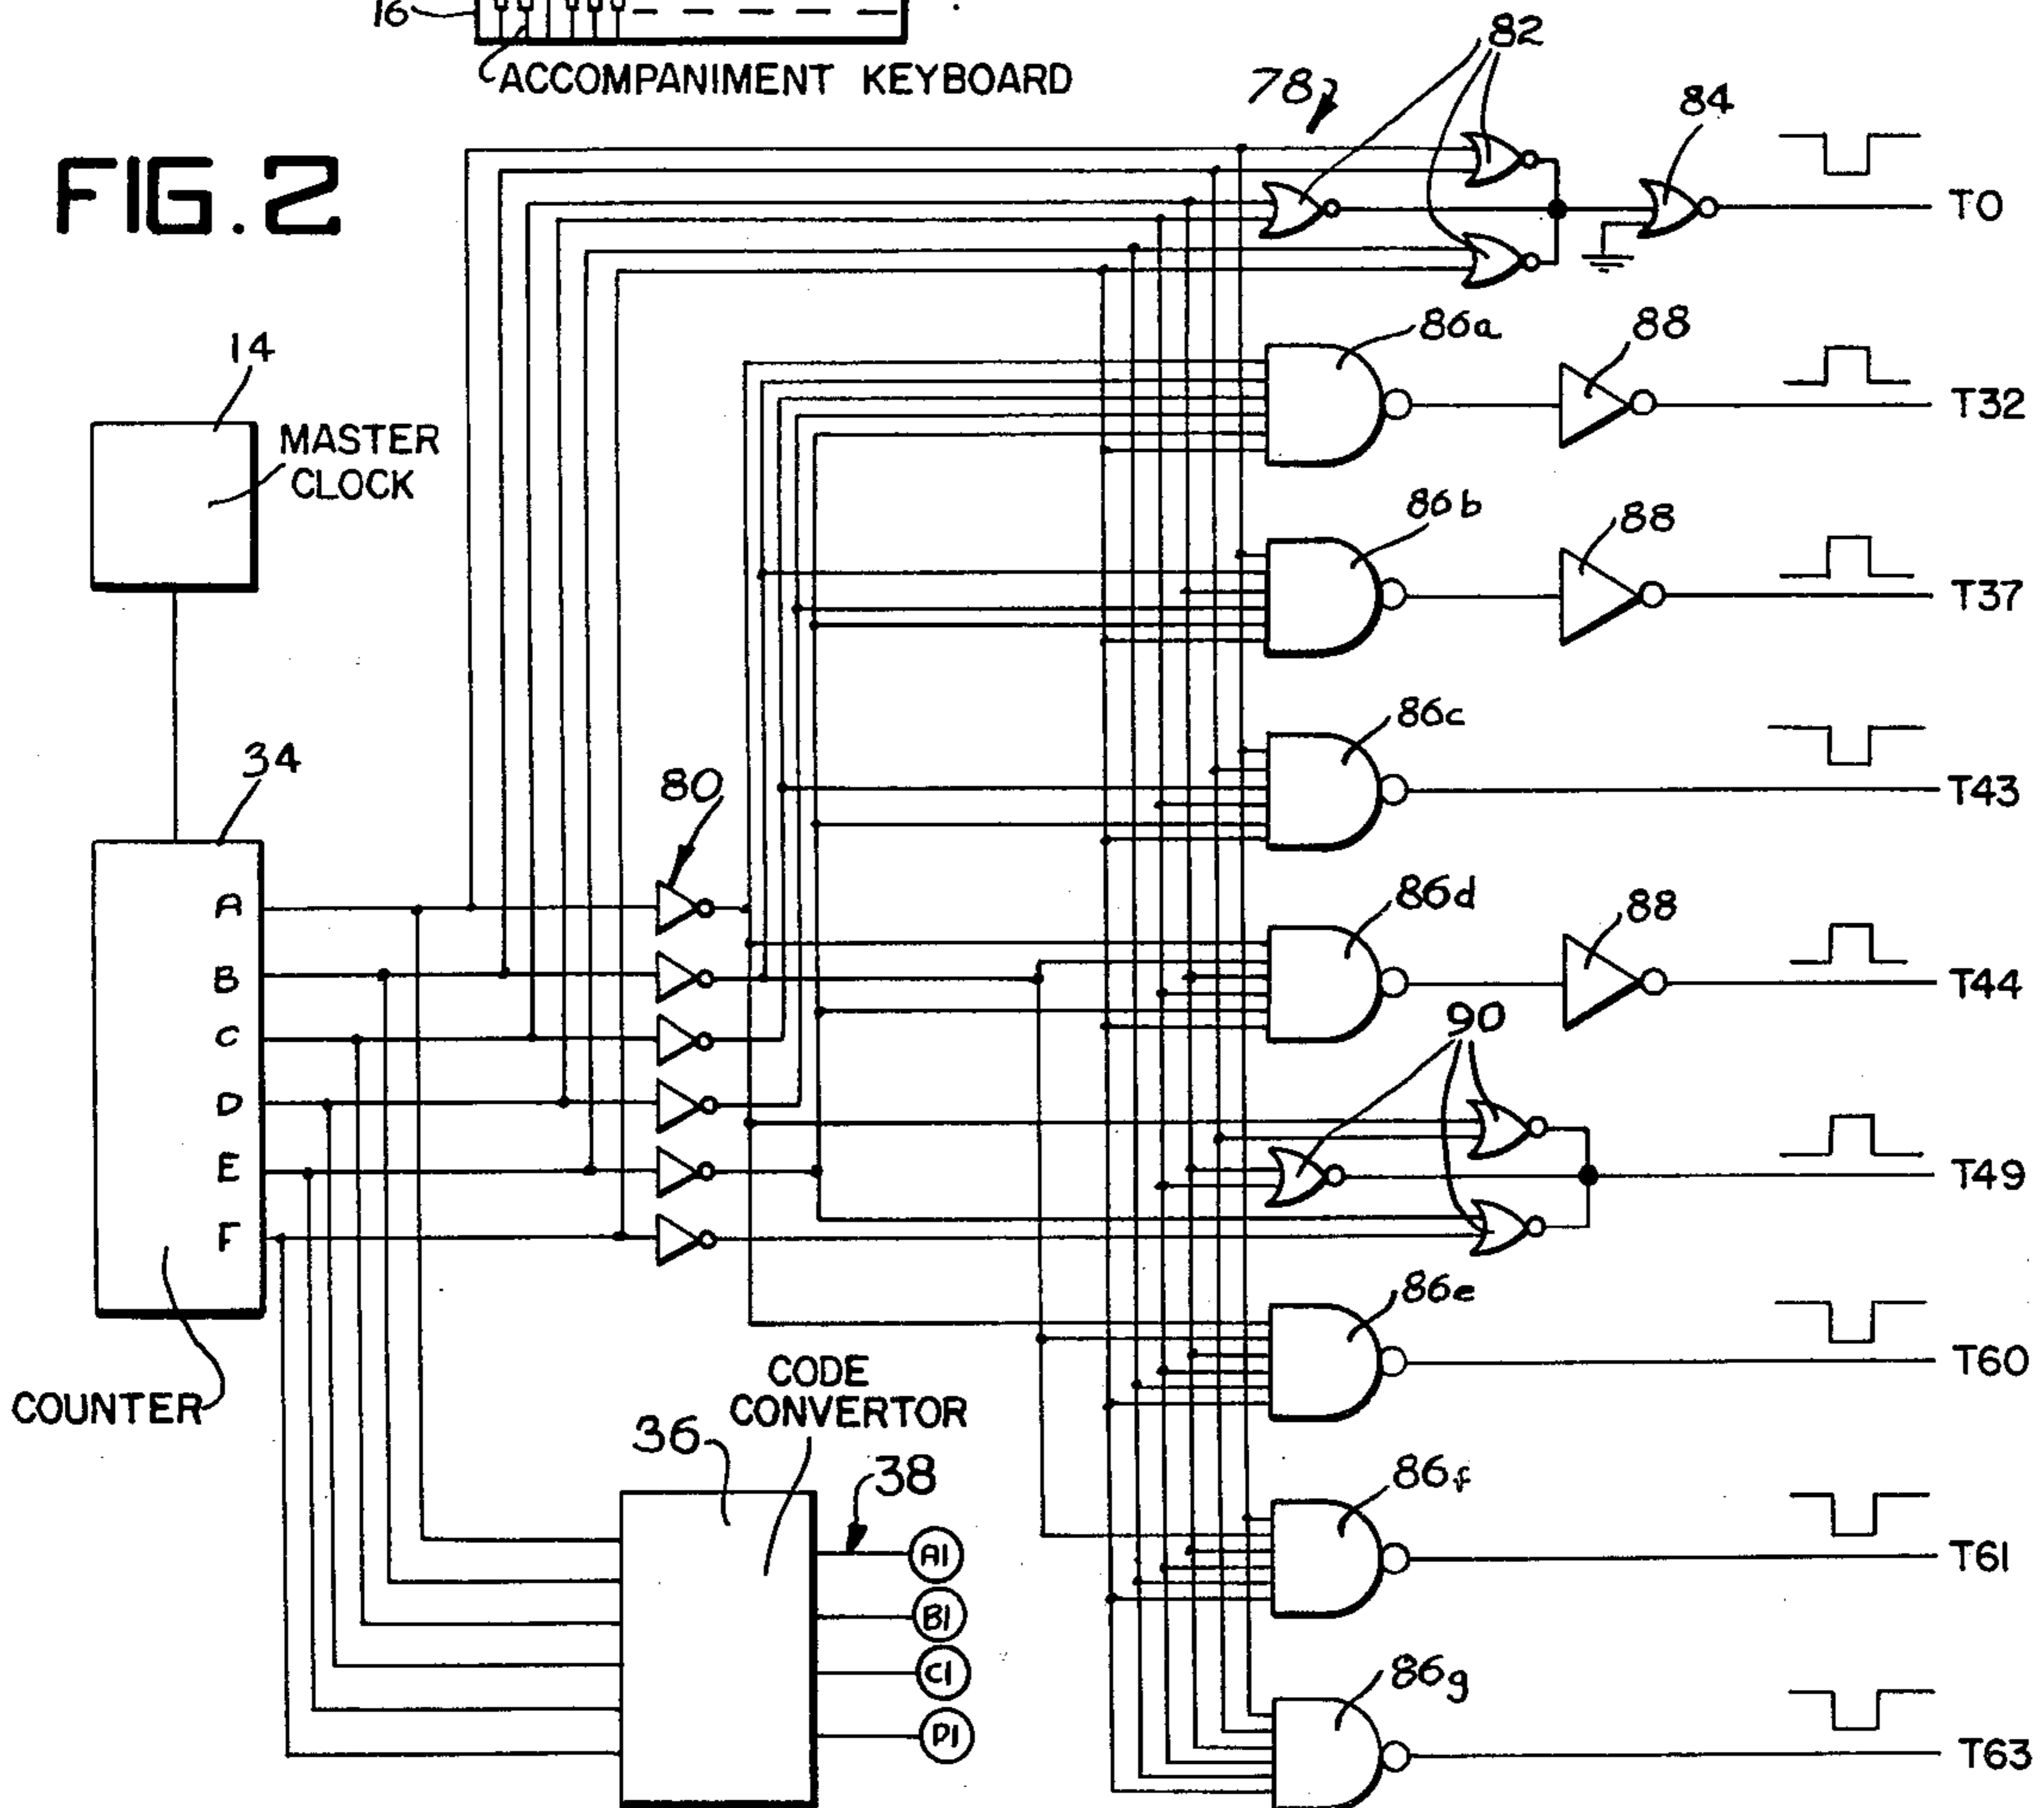 16
ACCOMPANIMENT KEYBOARD
FIG. 2
78
82
84
T0
86a
88
T32
14
MASTER
CLOCK
86b
88
T37
86c
T43
34
80
86d
88
T44
A
B
C
D
E
F
90
T49
COUNTER
86e
T60
CODE
CONVERTOR
36
38
A1
B1
C1
P1
86f
T61
86g
T63